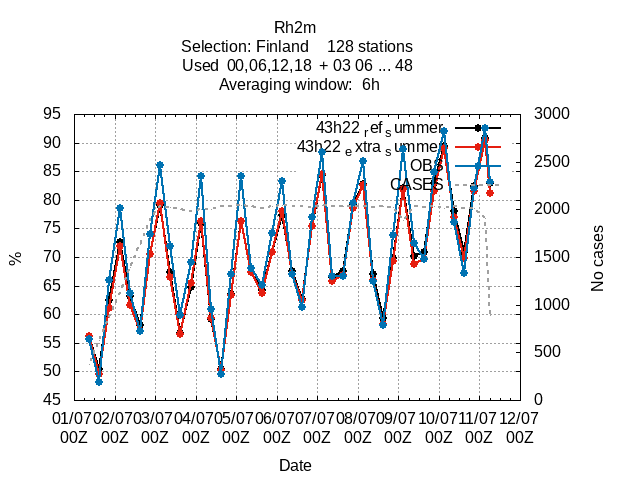 Rh2m
Selection: Finland    128 stations
Used  00,06,12,18  + 03 06 ... 48
Averaging window:  6h
95
90
85
80
75
70
65
60
55
50
45
%
3000
2500
2000
1500
1000
500
0
No cases
43h22 ref summer
43h22 extra summer
OBS
CASES
01/07 02/07 03/07 04/07 05/07 06/07 07/07 08/07 09/07 10/07 11/07 12/07
00Z 00Z 00Z 00Z 00Z 00Z 00Z 00Z 00Z 00Z 00Z 00Z
Date